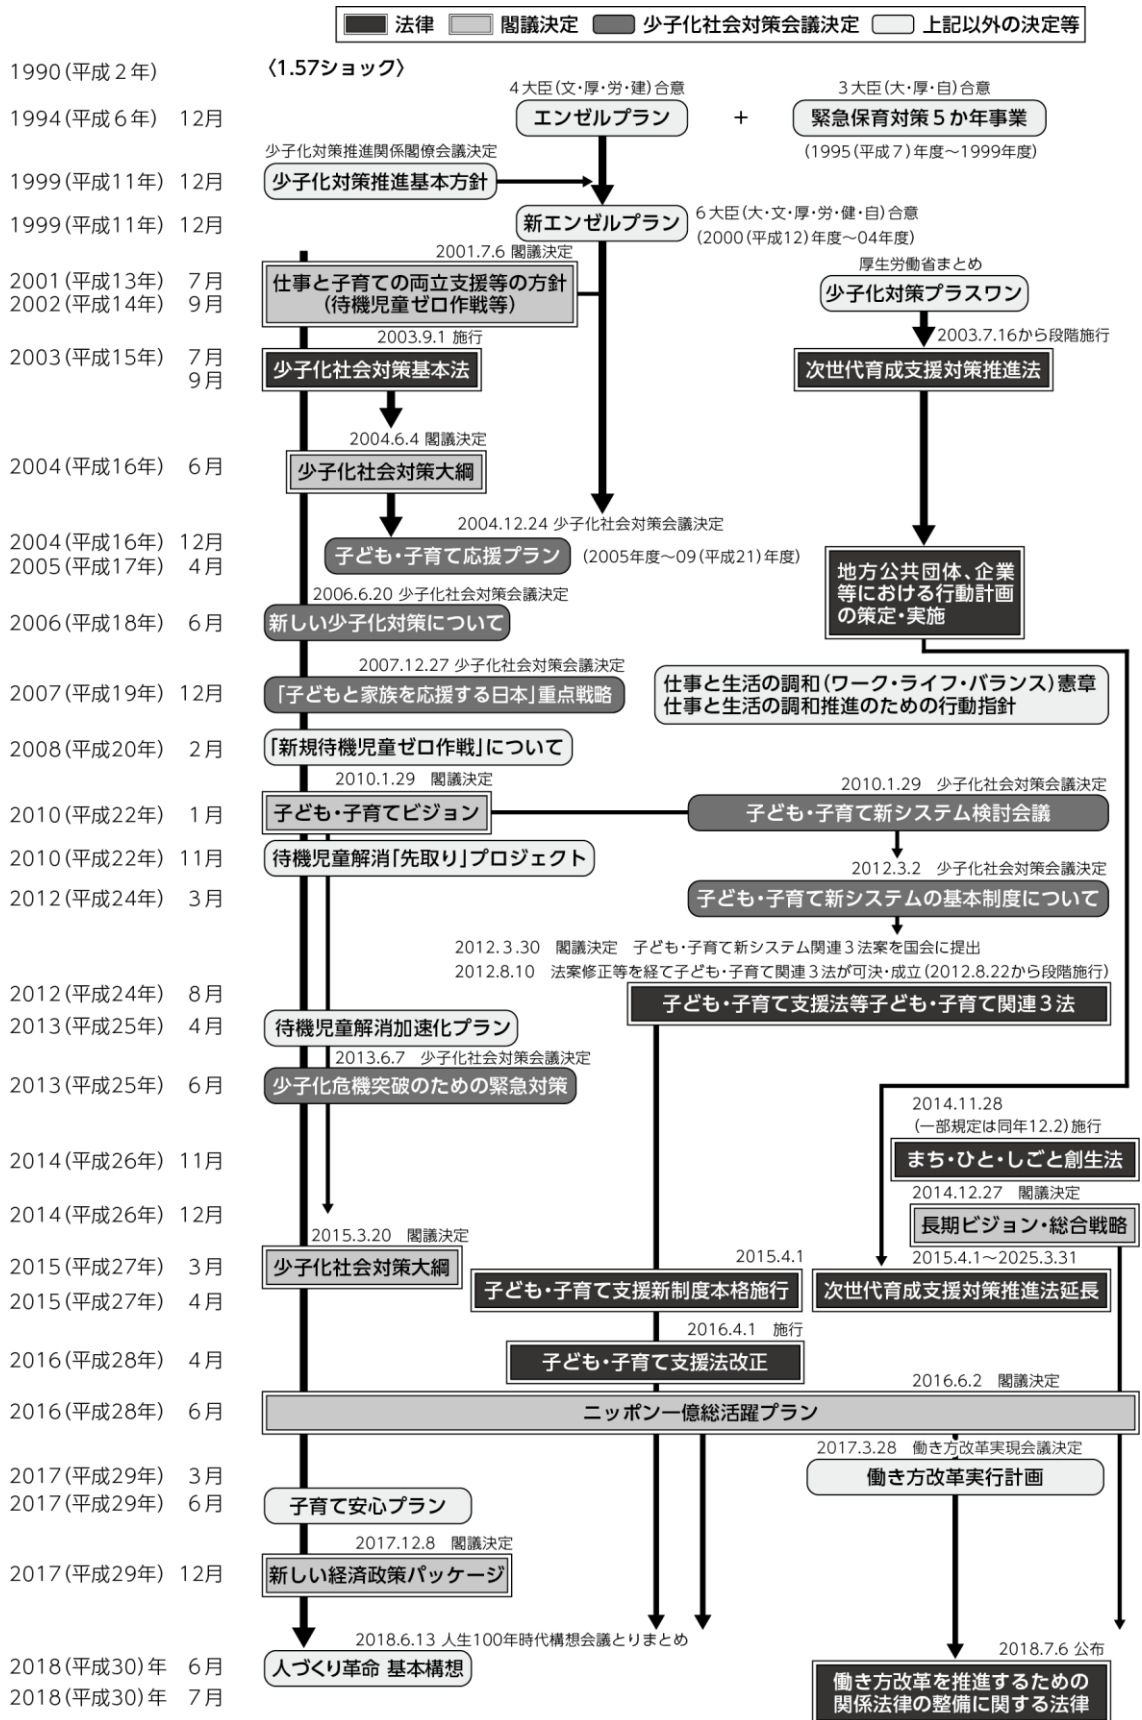 法律 閣議決定 少子化社会対策会議決定 上記以外の決定等
1990(平成２年) 〈1.57ショック〉
4大臣(文・厚・労・建)合意 3大臣(大・厚・自)合意
1994(平成６年) 12月 エンゼルプラン + 緊急保育対策５か年事業
(1995(平成7)年度～1999年度)
少子化対策推進関係閣僚会議決定
1999(平成11年) 12月 少子化対策推進基本方針
1999(平成11年) 12月 新エンゼルプラン 6大臣(大・文・厚・労・健・自)合意
(2000(平成12)年度～04年度)
2001.7.6 閣議決定
厚生労働省まとめ
2001(平成13年) 7月 仕事と子育ての両立支援等の方針
2002(平成14年) 9月 (待機児童ゼロ作戦等) 少子化対策プラスワン
2003.9.1 施行 2003.7.16から段階施行
2003(平成15年) 7月 少子化社会対策基本法 次世代育成支援対策推進法
9月
2004.6.4 閣議決定
2004(平成16年) 6月 少子化社会対策大綱
2004.12.24 少子化社会対策会議決定
2004(平成16年) 12月 子ども・子育て応援プラン (2005年度～09(平成21)年度)
2005(平成17年) 4月
地方公共団体、企業
等における行動計画
の策定・実施
2006.6.20 少子化社会対策会議決定
2006(平成18年) 6月 新しい少子化対策について
2007.12.27 少子化社会対策会議決定
2007(平成19年) 12月 「子どもと家族を応援する日本」重点戦略
仕事と生活の調和(ワーク・ライフ・バランス)憲章
仕事と生活の調和推進のための行動指針
2008(平成20年) 2月 「新規待機児童ゼロ作戦」について
2010.1.29 閣議決定 2010.1.29 少子化社会対策会議決定
2010(平成22年) 1月 子ども・子育てビジョン 子ども・子育て新システム検討会議
2010(平成22年) 11月 待機児童解消「先取り」プロジェクト
2012.3.2 少子化社会対策会議決定
2012(平成24年) 3月 子ども・子育て新システムの基本制度について
2012.3.30 閣議決定 子ども・子育て新システム関連３法案を国会に提出
2012.8.10 法案修正等を経て子ども・子育て関連３法が可決・成立(2012.8.22から段階施行)
2012(平成24年) 8月 子ども・子育て支援法等子ども・子育て関連３法
2013(平成25年) 4月 待機児童解消加速化プラン
2013.6.7 少子化社会対策会議決定
2013(平成25年) 6月 少子化危機突破のための緊急対策
2014.11.28
(一部規定は同年12.2)施行
2014(平成26年) 11月 まち・ひと・しごと創生法
2014.12.27 閣議決定
2014(平成26年) 12月 長期ビジョン・総合戦略
2015.3.20 閣議決定
2015(平成27年) 3月 少子化社会対策大綱
2015.4.1 2015.4.1～2025.3.31
2015(平成27年) 4月 子ども・子育て支援新制度本格施行 次世代育成支援対策推進法延長
2016.4.1 施行
2016(平成28年) 4月 子ども・子育て支援法改正
2016.6.2 閣議決定
2016(平成28年) 6月 ニッポン一億総活躍プラン
2017.3.28 働き方改革実現会議決定
2017(平成29年) 3月 働き方改革実行計画
2017(平成29年) 6月 子育て安心プラン
2017.12.8 閣議決定
2017(平成29年) 12月 新しい経済政策パッケージ
2018.6.13 人生100年時代構想会議とりまとめ
2018.7.6 公布
2018(平成30)年 6月 人づくり革命 基本構想
2018(平成30)年 7月
働き方改革を推進するための
関係法律の整備に関する法律